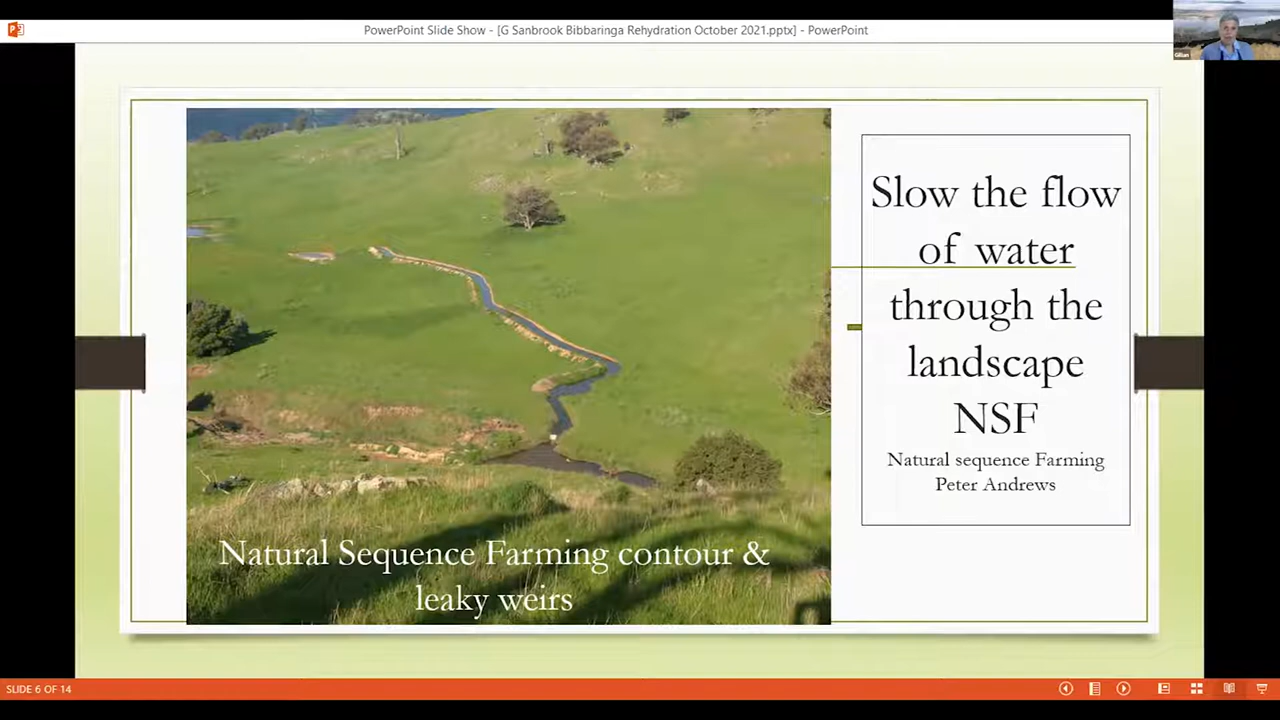 PowerPoint Slide Show - [G Sanbrook Bibbaringa Rehydration October 2021.pptx] - PowerPoint
Gillian
Slow the flow
of water
through the
landscape
NSF
Natural sequence Farming
Peter Andrews
Natural Sequence Farming contour &
leaky weirs
SLIDE 6 OF 14